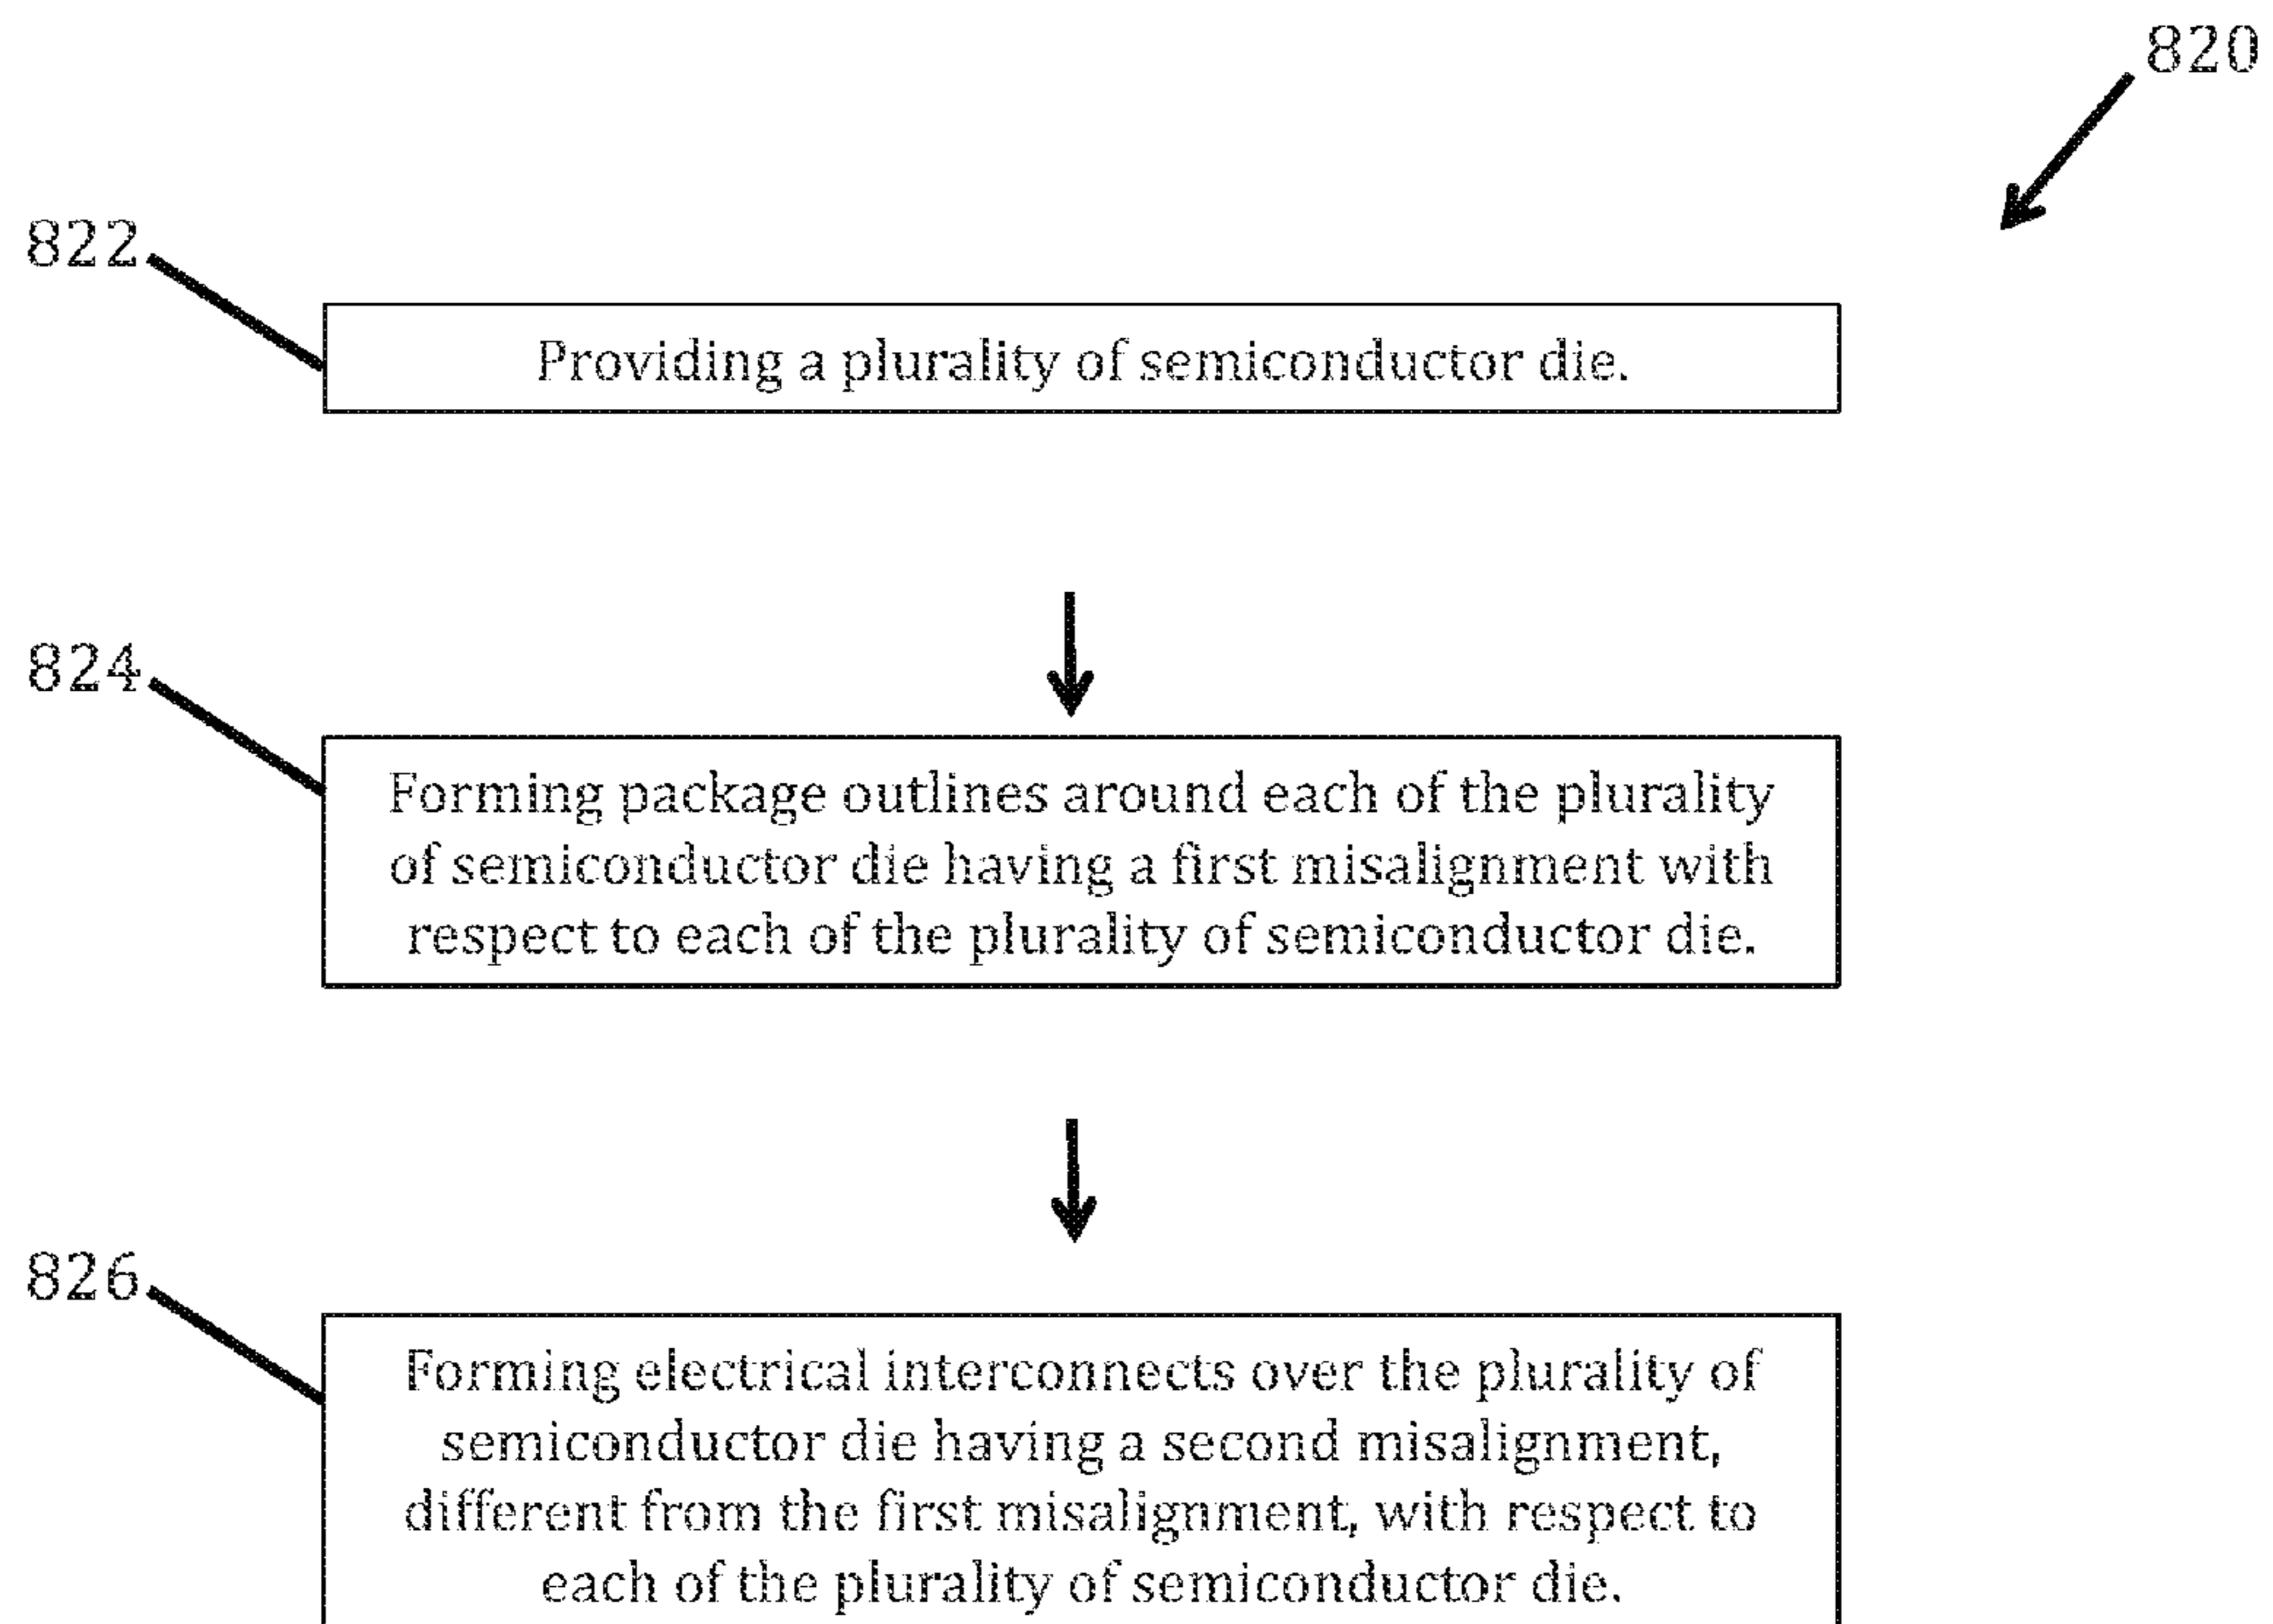 820
822
Providing a plurality of semiconductor die.
824
Forming package outlines around each of the plurality
of semiconductor die having a first misalignment with
respect to each of the plurality of semiconductor die.
826
Forming electrical interconnects over the plurality of
semiconductor die having a second misalignment,
different from the first misalignment, with respect to
each of the plurality of semiconductor die.